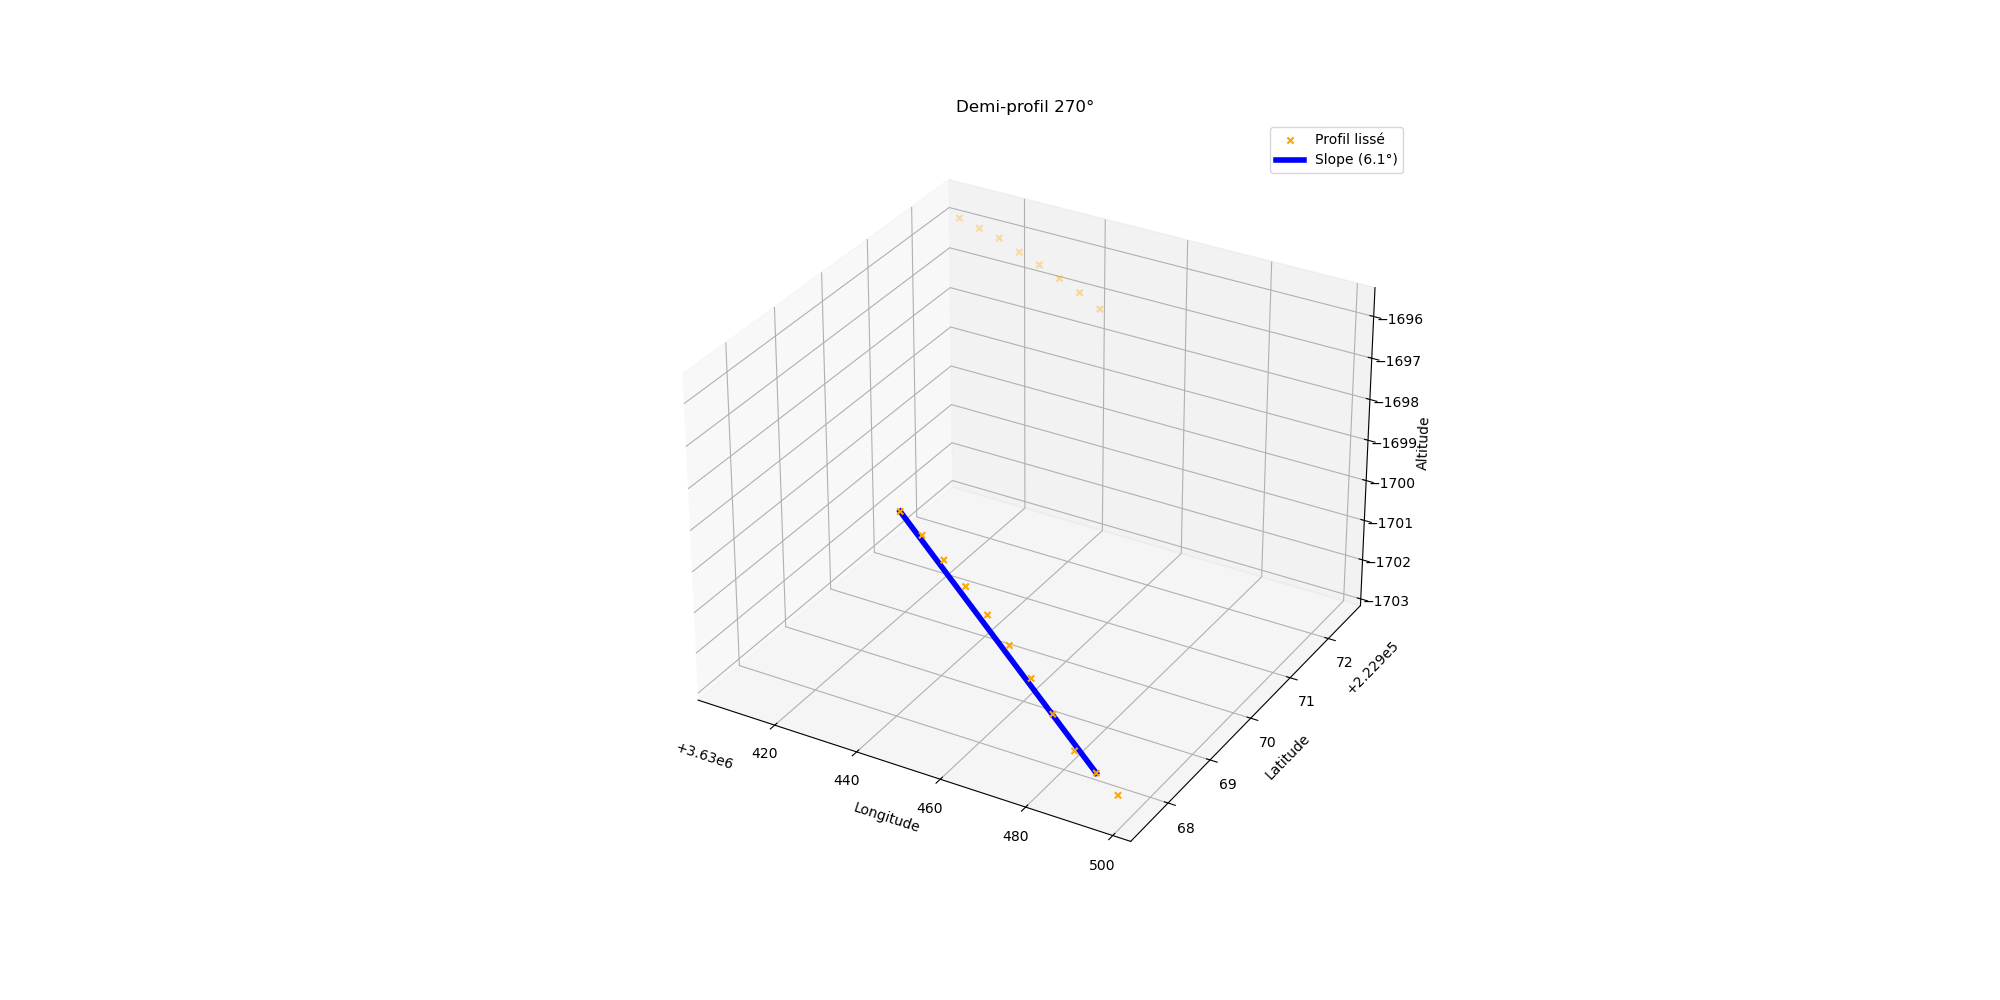 Demi-profil 270°
Profil lissé
Slope (6.1°)
−1696
−1697
−1698
−1699
−1700
−1701
−1702
−1703
Altitude
72
71
70
69
68
+2.229e5
Latitude
+3.63e6
420
440
460
480
500
Longitude